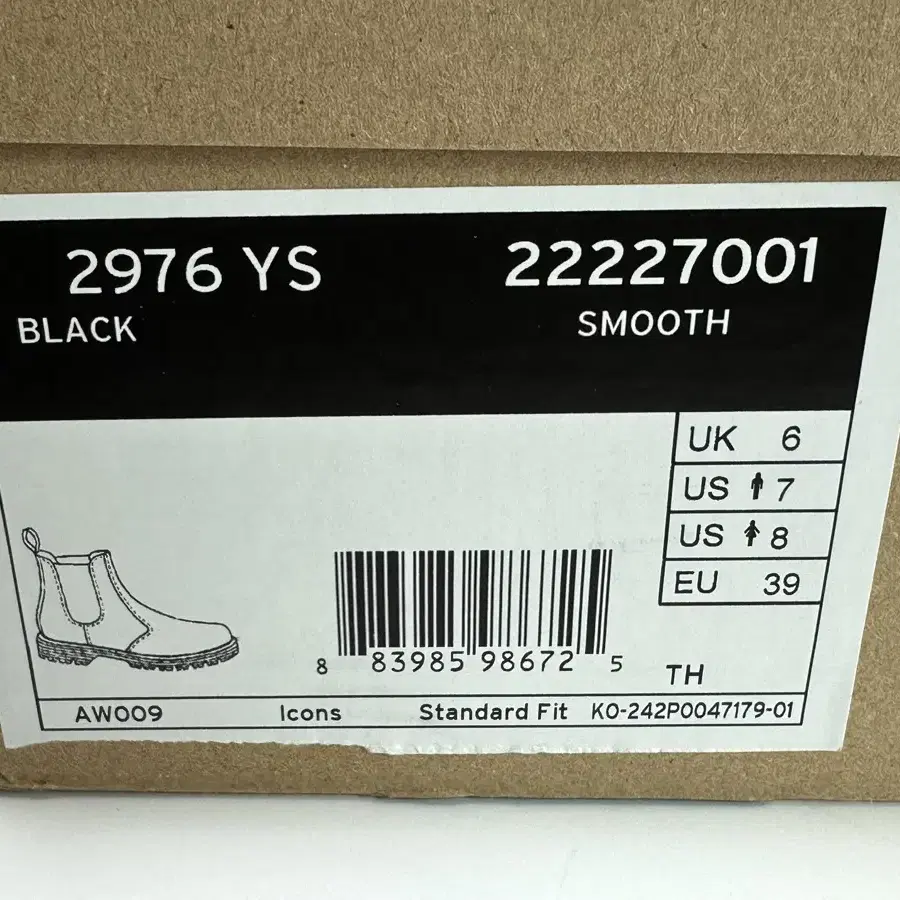 2976 YS 22227001
BLACK SMOOTH
UK 6
US 7
US 8
EU 39
8 83985 98672 5
TH
AW009 Icons Standard Fit KO-242P0047179-01